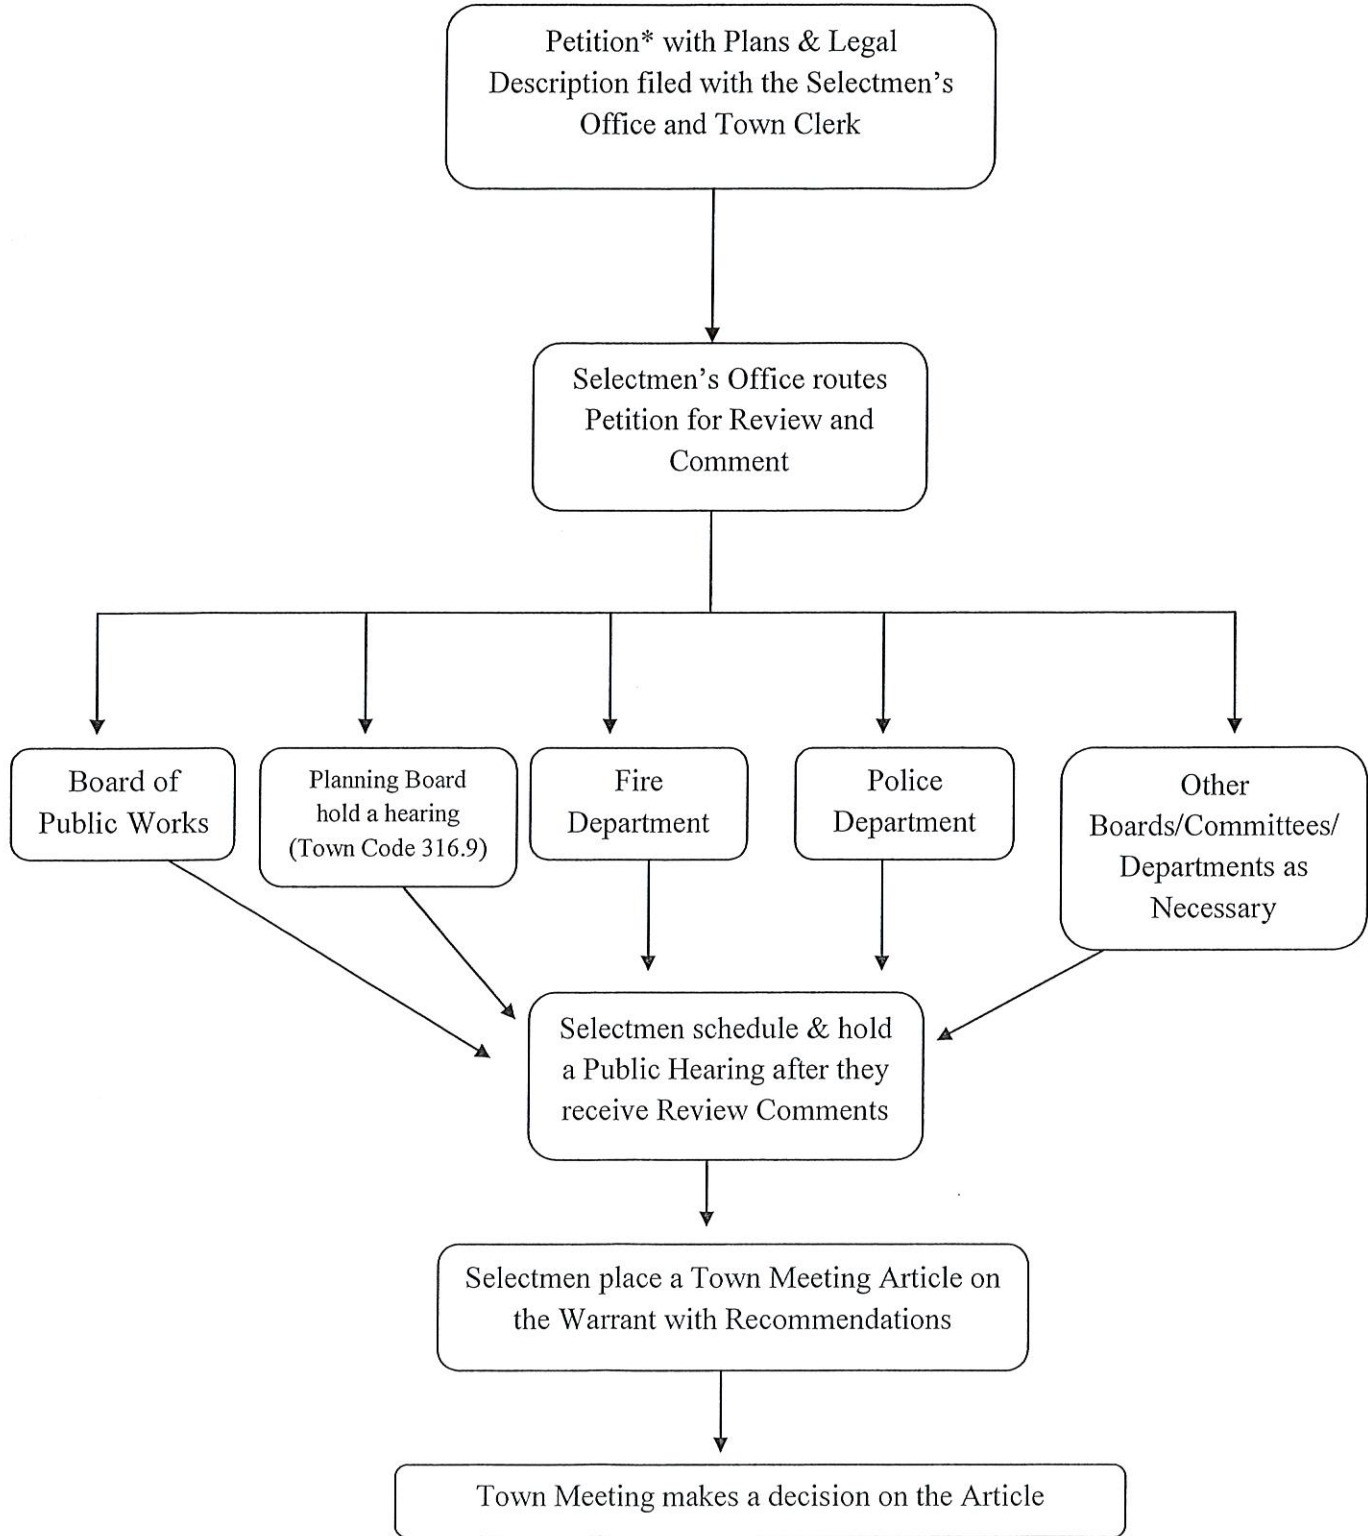 Petition* with Plans & Legal
Description filed with the Selectmen's
Office and Town Clerk
Selectmen's Office routes
Petition for Review and
Comment
Board of
Public Works
Planning Board
hold a hearing
(Town Code 316.9)
Fire
Department
Police
Department
Other
Boards/Committees/
Departments as
Necessary
Selectmen schedule & hold
a Public Hearing after they
receive Review Comments
Selectmen place a Town Meeting Article on
the Warrant with Recommendations
Town Meeting makes a decision on the Article